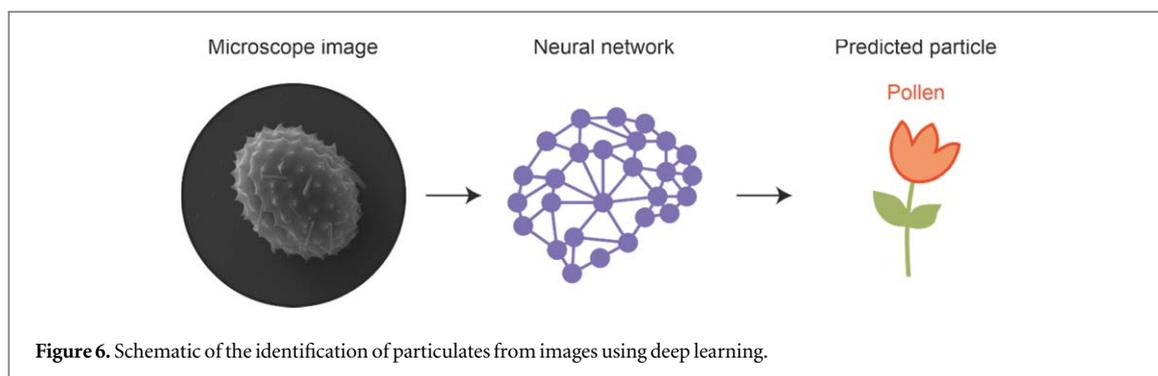 Microscope image
Neural network
Predicted particle
Pollen
Figure 6. Schematic of the identification of particulates from images using deep learning.